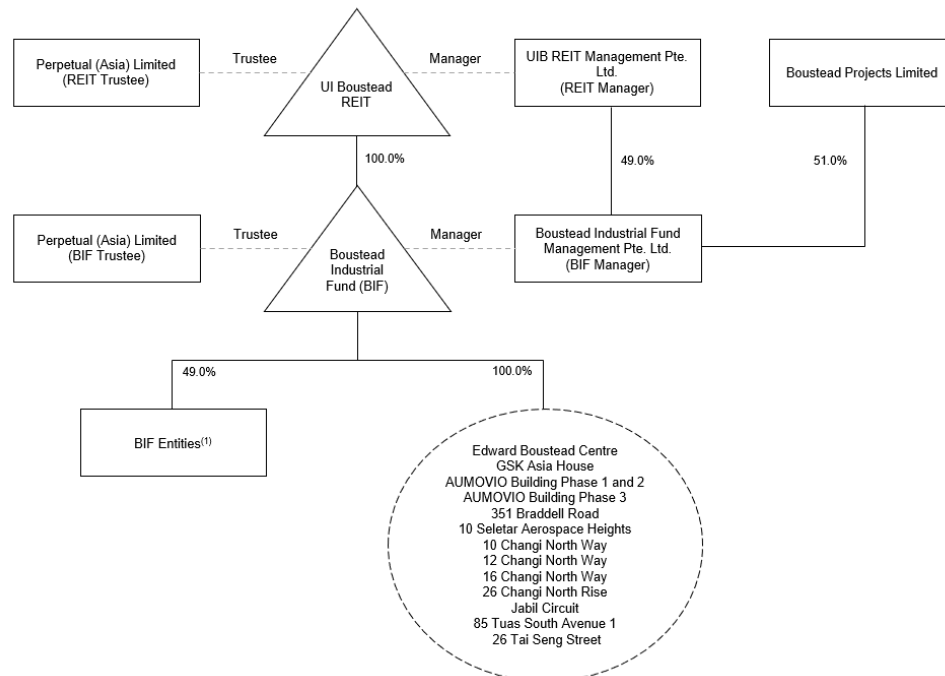 Perpetual (Asia) Limited
(REIT Trustee)
Trustee
UI Boustead
REIT
Manager
UIB REIT Management Pte.
Ltd.
(REIT Manager)
Boustead Projects Limited
100.0%
49.0%
51.0%
Perpetual (Asia) Limited
(BIF Trustee)
Trustee
Boustead
Industrial
Fund (BIF)
Manager
Boustead Industrial Fund
Management Pte. Ltd.
(BIF Manager)
49.0%
100.0%
BIF Entities(1)
Edward Boustead Centre
GSK Asia House
AUMOVIO Building Phase 1 and 2
AUMOVIO Building Phase 3
351 Braddell Road
10 Seletar Aerospace Heights
10 Changi North Way
12 Changi North Way
16 Changi North Way
26 Changi North Rise
Jabil Circuit
85 Tuas South Avenue 1
26 Tai Seng Street